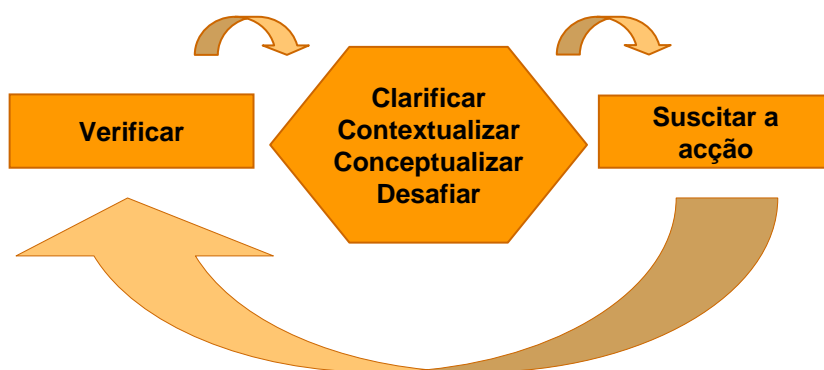 Verificar
Clarificar
Contextualizar
Conceptualizar
Desafiar
Suscitar a
acção